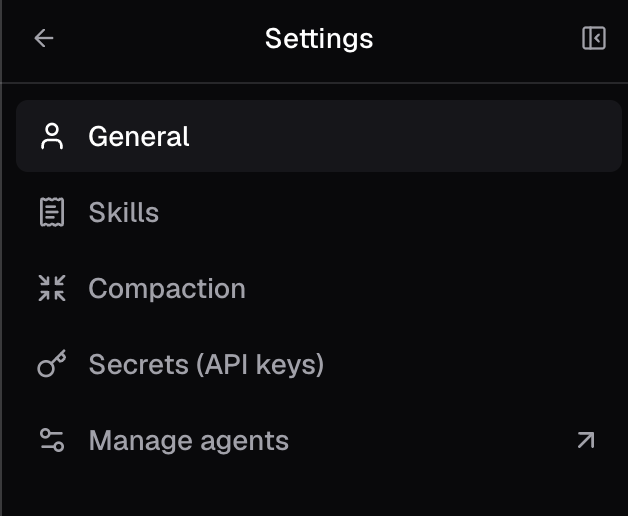 Settings
General
Skills
Compaction
Secrets (API keys)
Manage agents